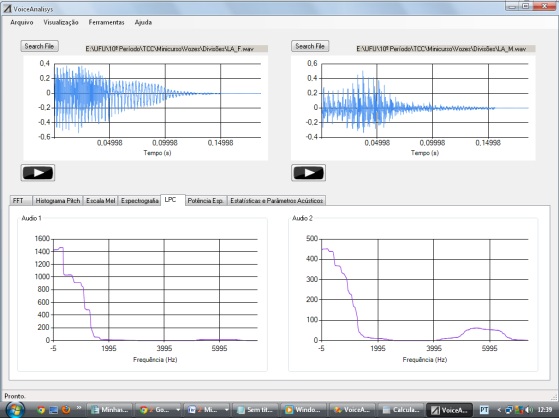 VoiceAnalisys
Arquivo Visualização Ferramentas Ajuda
Search File E:\UFU\10º Período\TCC\Minicurso\Vozes\Divisões\LA_F.wav
Search File E:\UFU\10º Período\TCC\Minicurso\Vozes\Divisões\LA_M.wav
0,6
0,4
0,2
-0,0
-0,2
-0,4
-0,6
0,04998 0,09998 0,14998
Tempo (s)
0,6
0,4
0,2
-0,0
-0,2
-0,4
0,04998 0,09998 0,14998
Tempo (s)
FFT Histograma Pitch Escala Mel Espectrografia LPC Potência Esp. Estatísticas e Parâmetros Acústicos
Audio 1
1600
1400
1200
1000
800
600
400
200
0
-5 1995 3995 5995
Frequência (Hz)
Audio 2
500
400
300
200
100
0
-5 1995 3995 5995
Frequência (Hz)
Pronto.
Minhan... Mi... Sem tít... Windo... VoiceA... Calcula... VoiceA... PT 12:39